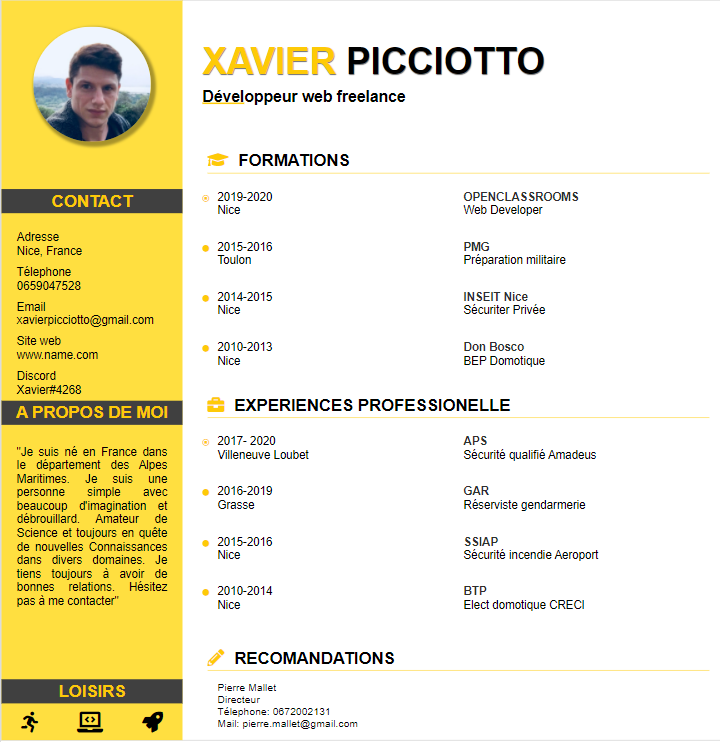 XAVIER PICCIOTTO
Développeur web freelance
CONTACT
Adresse
Nice, France
Télephone
0659047528
Email
xavierpicciotto@gmail.com
Site web
www.name.com
Discord
Xavier#4268
A PROPOS DE MOI
"Je suis né en France dans
le département des Alpes
Maritimes. Je suis une
personne simple avec
beaucoup d'imagination et
débrouillard. Amateur de
Science et toujours en quête
de nouvelles Connaissances
dans divers domaines. Je
tiens toujours à avoir de
bonnes relations. Hésitez
pas à me contacter"
LOISIRS
FORMATIONS
2019-2020 OPENCLASSROOMS
Nice Web Developer
2015-2016 PMG
Toulon Préparation militaire
2014-2015 INSEIT Nice
Nice Sécuriter Privée
2010-2013 Don Bosco
Nice BEP Domotique
EXPERIENCES PROFESSIONELLE
2017- 2020 APS
Villeneuve Loubet Sécurité qualifié Amadeus
2016-2019 GAR
Grasse Réserviste gendarmerie
2015-2016 SSIAP
Nice Sécurité incendie Aeroport
2010-2014 BTP
Nice Elect domotique CRECI
RECOMANDATIONS
Pierre Mallet
Directeur
Télephone: 0672002131
Mail: pierre.mallet@gmail.com